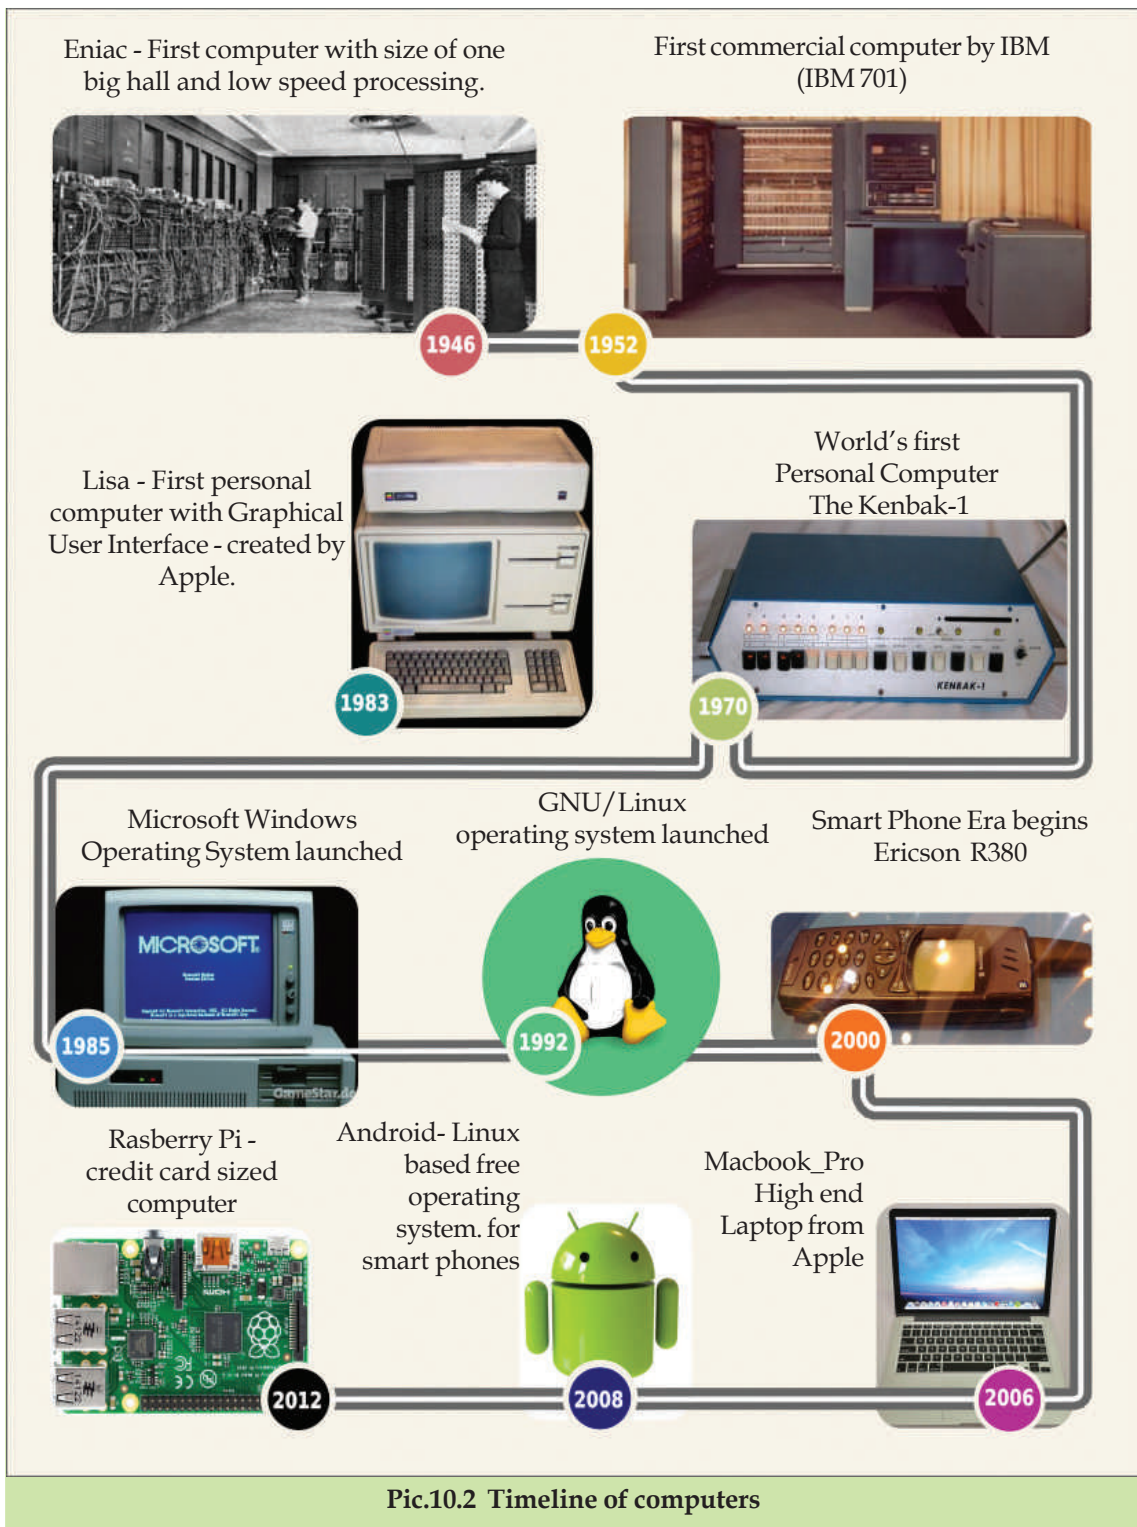 Eniac - First computer with size of one
big hall and low speed processing.
First commercial computer by IBM
(IBM 701)
1946
1952
Lisa - First personal
computer with Graphical
User Interface - created by
Apple.
World's first
Personal Computer
The Kenbak-1
KENBAK-1
1983
1970
Microsoft Windows
Operating System launched
GNU/Linux
operating system launched
Smart Phone Era begins
Ericson R380
MICROSOFT
GameStar.de
1985
1992
2000
Rasberry Pi -
credit card sized
computer
Android- Linux
based free
operating
system. for
smart phones
Macbook_Pro
High end
Laptop from
Apple
HDMI
2012
2008
2006
Pic.10.2 Timeline of computers